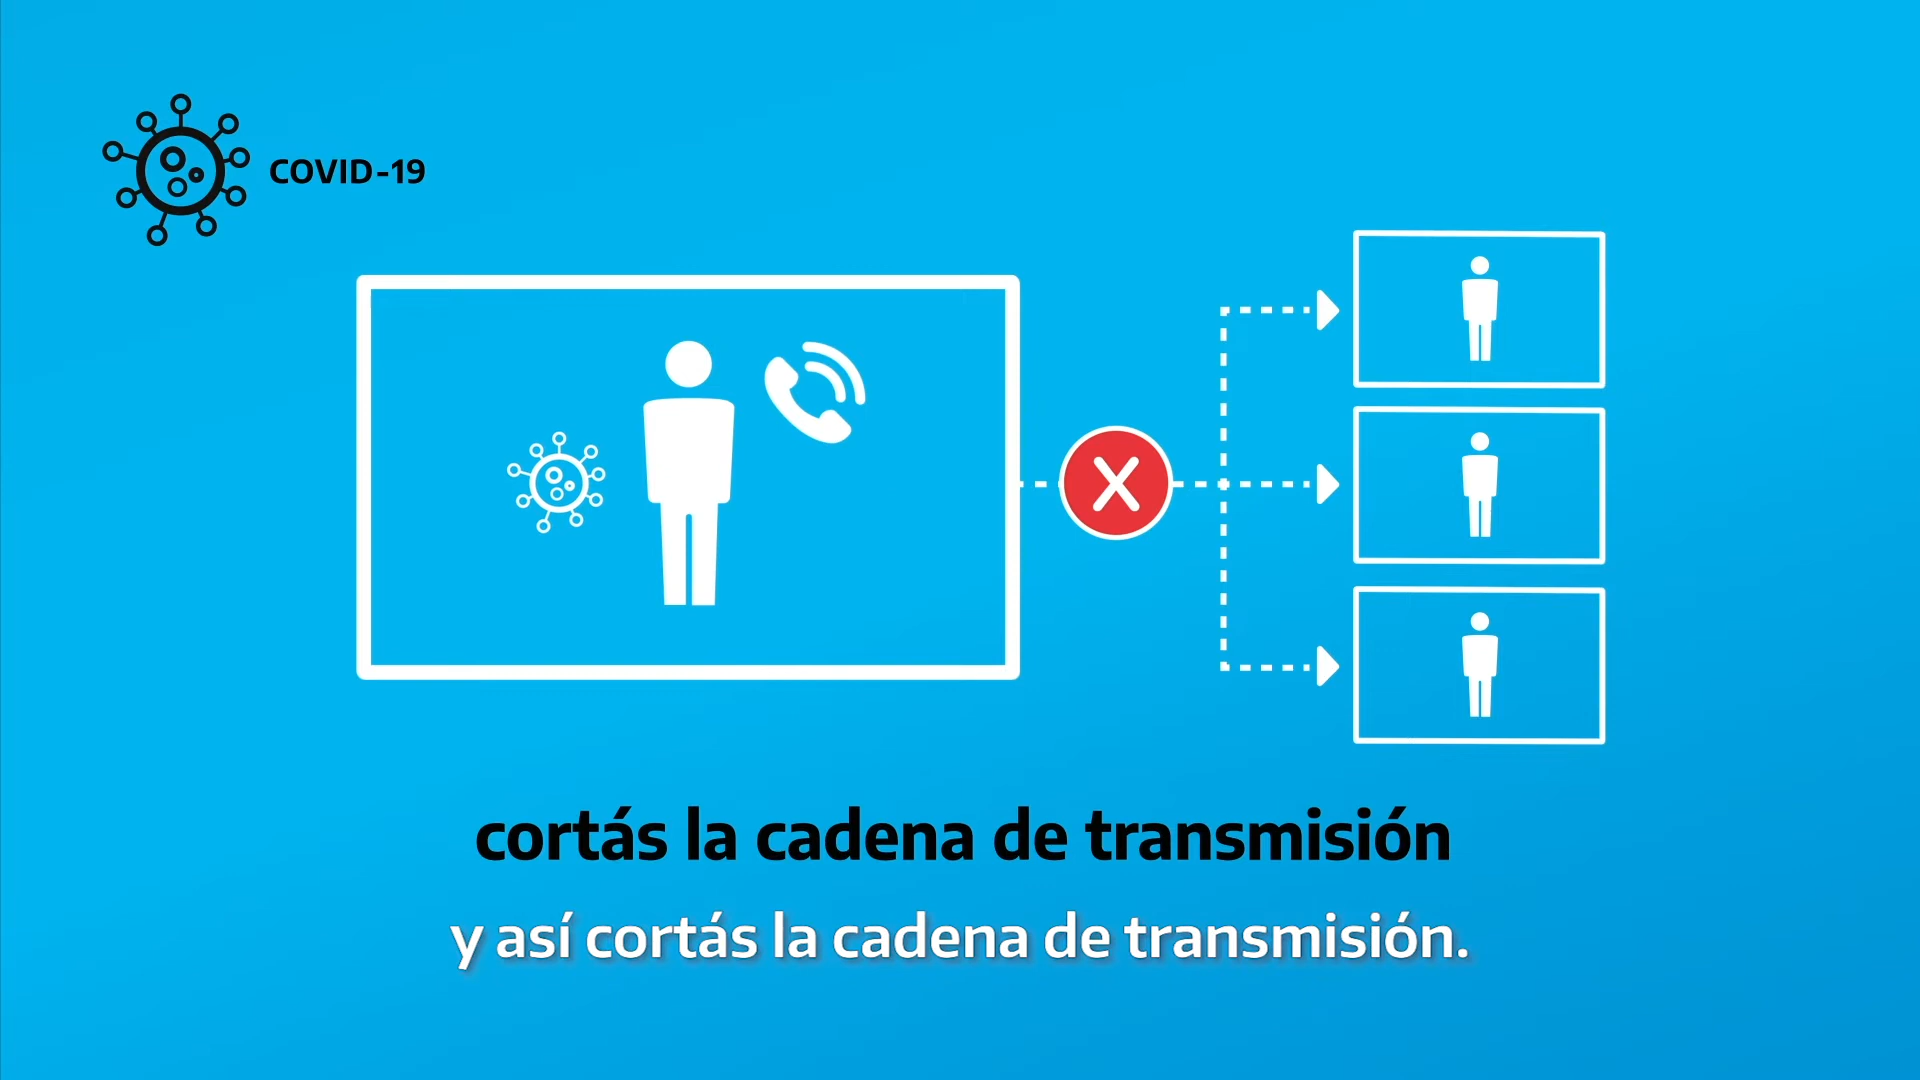 COVID-19
cortás la cadena de transmisión
y así cortás la cadena de transmisión.